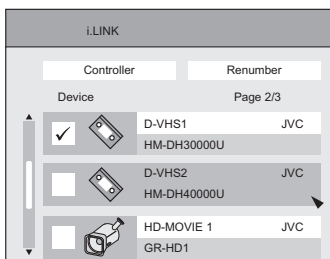 i.LINK
Controller Renumber
Device Page 2/3
D-VHS1 JVC
HM-DH30000U
D-VHS2 JVC
HM-DH40000U
HD-MOVIE 1 JVC
GR-HD1